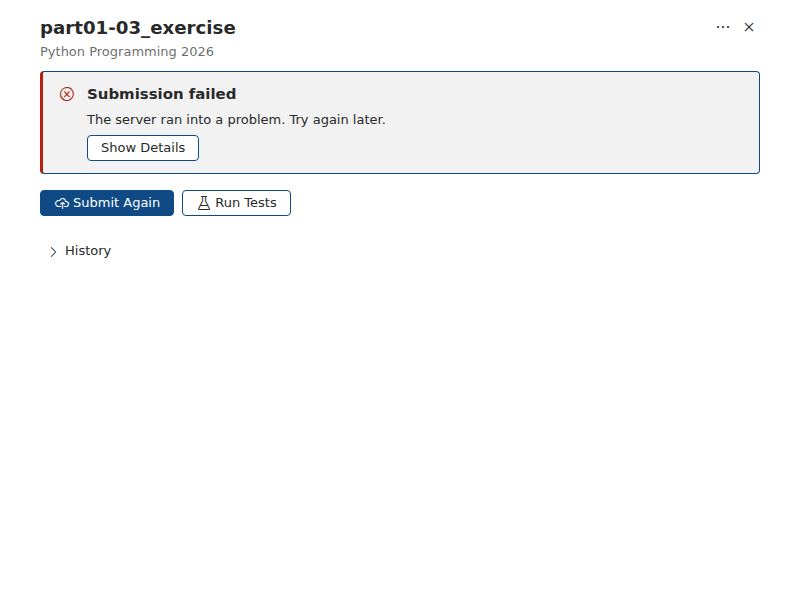 part01-03_exercise
Python Programming 2026
Submission failed
The server ran into a problem. Try again later.
Show Details
Submit Again
Run Tests
History